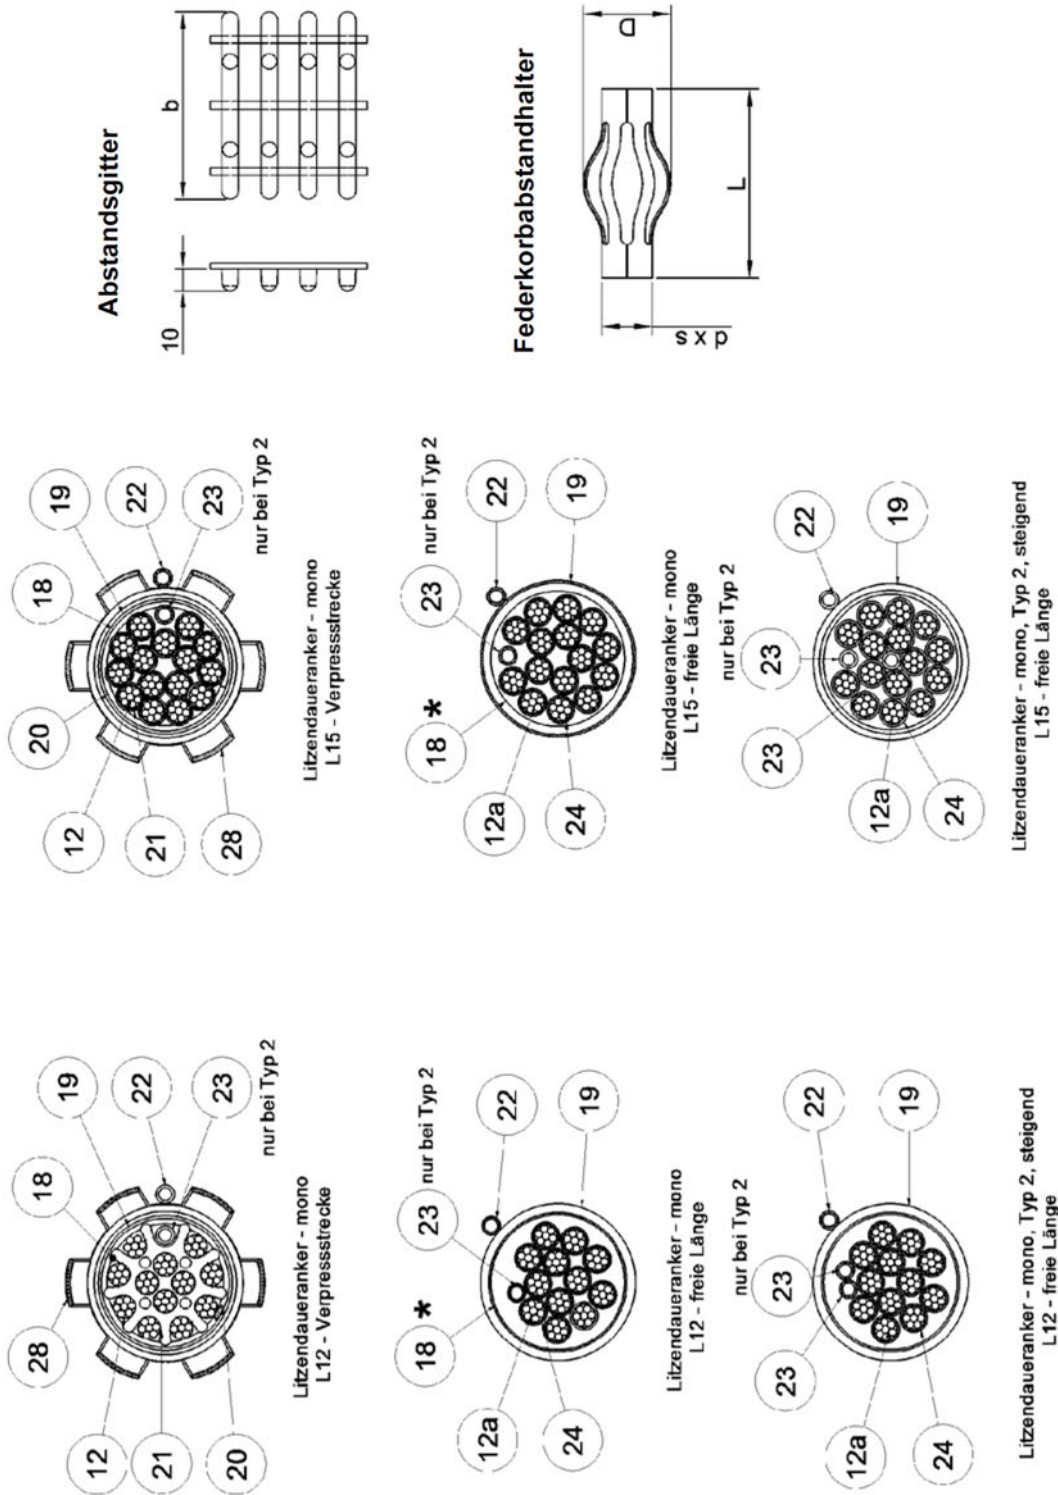 28
18
19
12
21
22
20
23
nur bei Typ 2
Litzendaueranker - mono
L12 - Verpressstrecke
20
18
19
12
21
22
28
23
nur bei Typ 2
Litzendaueranker - mono
L15 - Verpressstrecke
Abstandsgitter
10
b
18*
23
nur bei Typ 2
12a
22
24
19
Litzendaueranker - mono
L12 - freie Länge
18*
23
nur bei Typ 2
12a
22
24
19
Litzendaueranker - mono
L15 - freie Länge
Federkorbabstandhalter
d x s
D
L
nur bei Typ 2
23
23
22
12a
24
19
Litzendaueranker - mono, Typ 2, steigend
L12 - freie Länge
nur bei Typ 2
23
23
22
12a
24
19
Litzendaueranker - mono, Typ 2, steigend
L15 - freie Länge